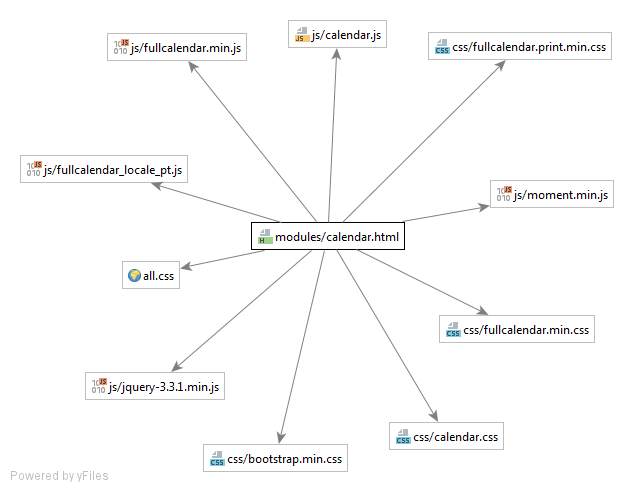 js/calendar.js
js/fullcalendar.min.js
css/fullcalendar.print.min.css
js/fullcalendar_locale_pt.js
js/moment.min.js
modules/calendar.html
all.css
css/fullcalendar.min.css
js/jquery-3.3.1.min.js
css/calendar.css
css/bootstrap.min.css
Powered by yFiles